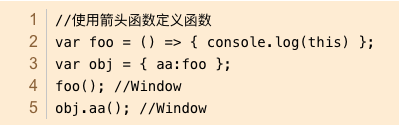 1 //使用箭头函数定义函数
2 var foo = () => { console.log(this) };
3 var obj = { aa:foo };
4 foo(); //Window
5 obj.aa(); //Window